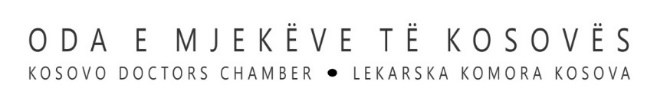 ODA E MJEKËVE TË KOSOVËS
KOSOVO DOCTORS CHAMBER ● LEKARSKA KOMORA KOSOVA